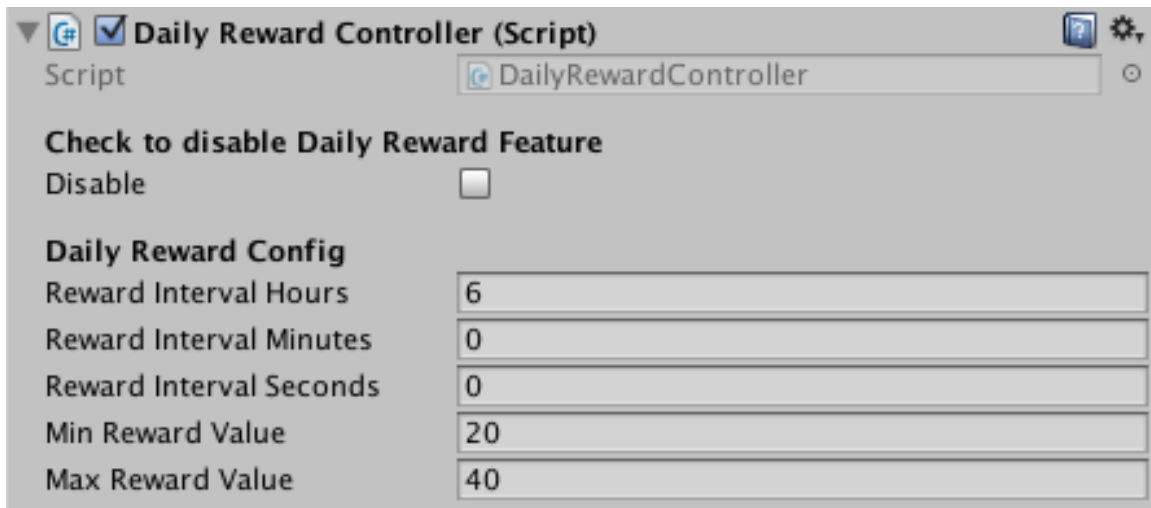 Daily Reward Controller (Script)
Script DailyRewardController
Check to disable Daily Reward Feature
Disable
Daily Reward Config
Reward Interval Hours 6
Reward Interval Minutes 0
Reward Interval Seconds 0
Min Reward Value 20
Max Reward Value 40